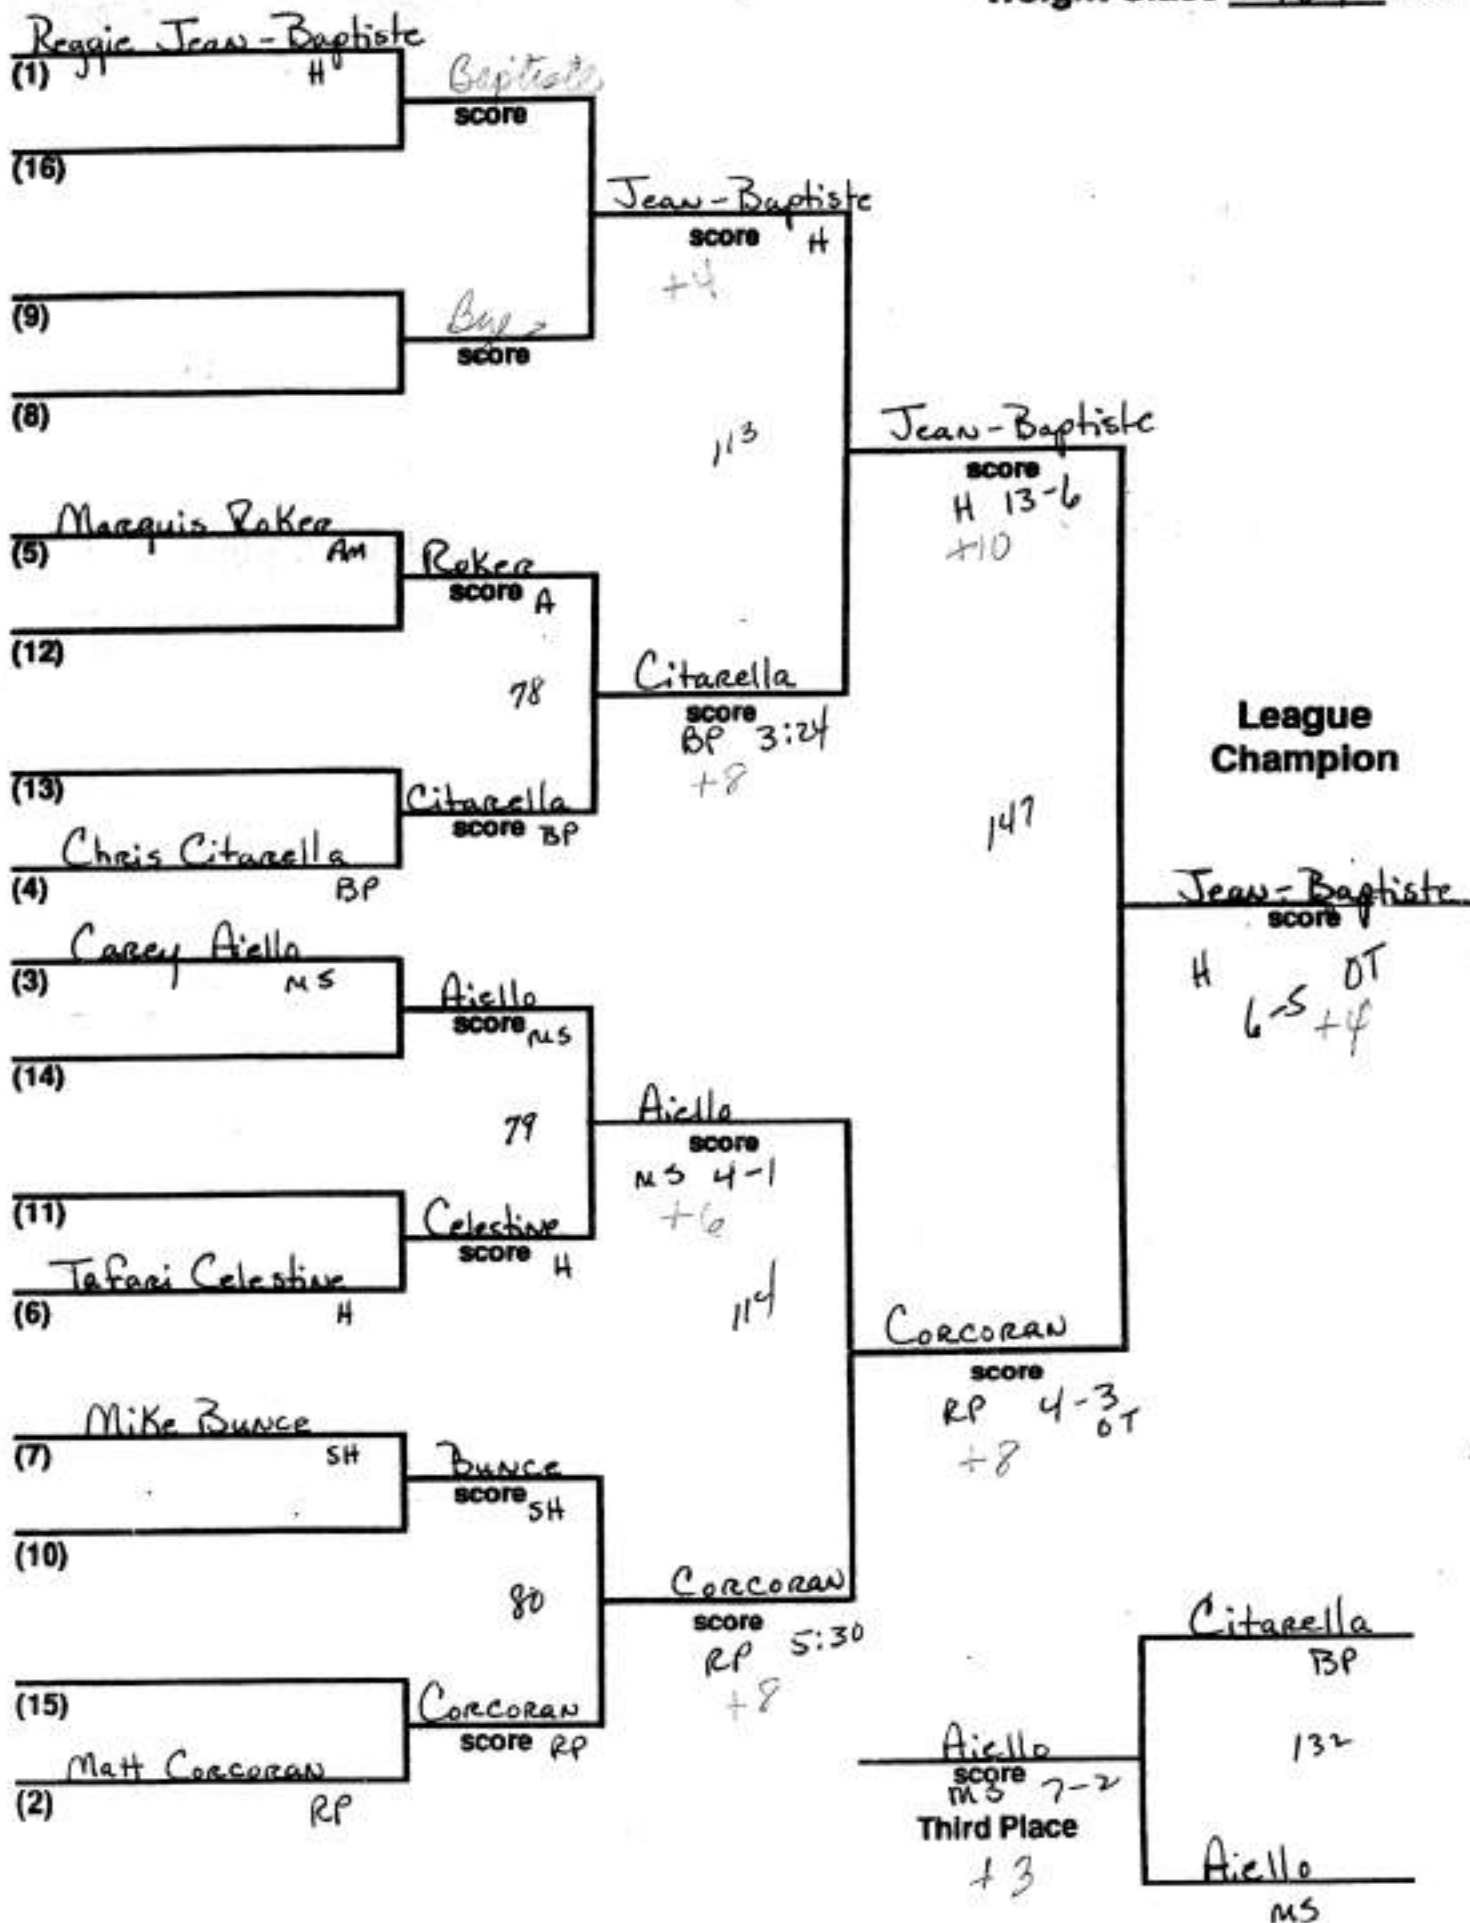 Reggie Jean-Baptiste
(1) H
Baptiste
score
(16)
Jean-Baptiste
score H
+4
(9)
Bye
score
(8)
113
Jean-Baptiste
score
H 13-6
+10
Marquis Roker
(5) AM
Roker
score A
(12)
78
Citarella
score
BP 3:24
+8
(13)
Citarella
score BP
Chris Citarella
(4) BP
147
League
Champion
Jean-Baptiste
score
H OT
6-5 +4
Carey Aiello
(3) MS
Aiello
score MS
(14)
79
Aiello
score
MS 4-1
+6
(11)
Celestine
score H
Tafari Celestine
(6) H
114
Corcoran
score
RP 4-3 OT
+8
Mike Bunce
(7) SH
Bunce
score SH
(10)
80
Corcoran
score
RP 5:30
+8
(15)
Corcoran
score RP
Matt Corcoran
(2) RP
Citarella
BP
132
Aiello
score
MS 7-2
Third Place
+3
Aiello
MS